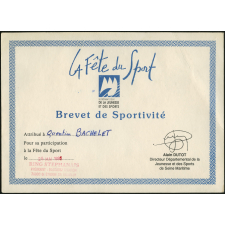 LA Fête du Sport
DE LA JEUNESSE
ET DES SPORTS
Brevet de Sportivité
Attribué à Quentin BACHELET
Pour sa participation
à la Fête du Sport
le
Alain DUTOT
Directeur Départemental de la
Jeunesse et des Sports
de Seine Maritime